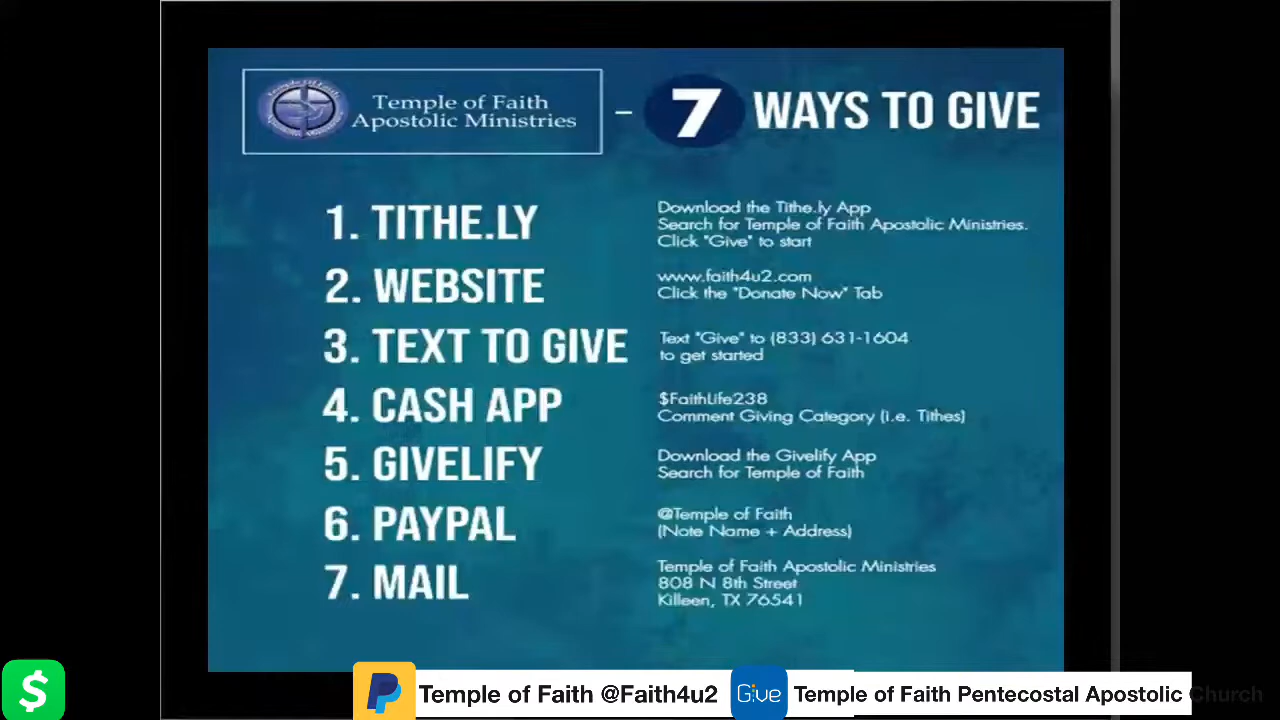 Temple of Faith
Apostolic Ministries
– 7 WAYS TO GIVE
1. TITHE.LY
Download the Tithe.ly App
Search for Temple of Faith Apostolic Ministries.
Click "Give" to start
2. WEBSITE
www.faith4u2.com
Click the "Donate Now" Tab
3. TEXT TO GIVE
Text "Give" to (833) 631-1604
to get started
4. CASH APP
$FaithLife238
Comment Giving Category (i.e. Tithes)
5. GIVELIFY
Download the Givelify App
Search for Temple of Faith
6. PAYPAL
@Temple of Faith
(Note Name + Address)
7. MAIL
Temple of Faith Apostolic Ministries
808 N 8th Street
Killeen, TX 76541
$
Temple of Faith @Faith4u2
Give
Temple of Faith Pentecostal Apostolic Church